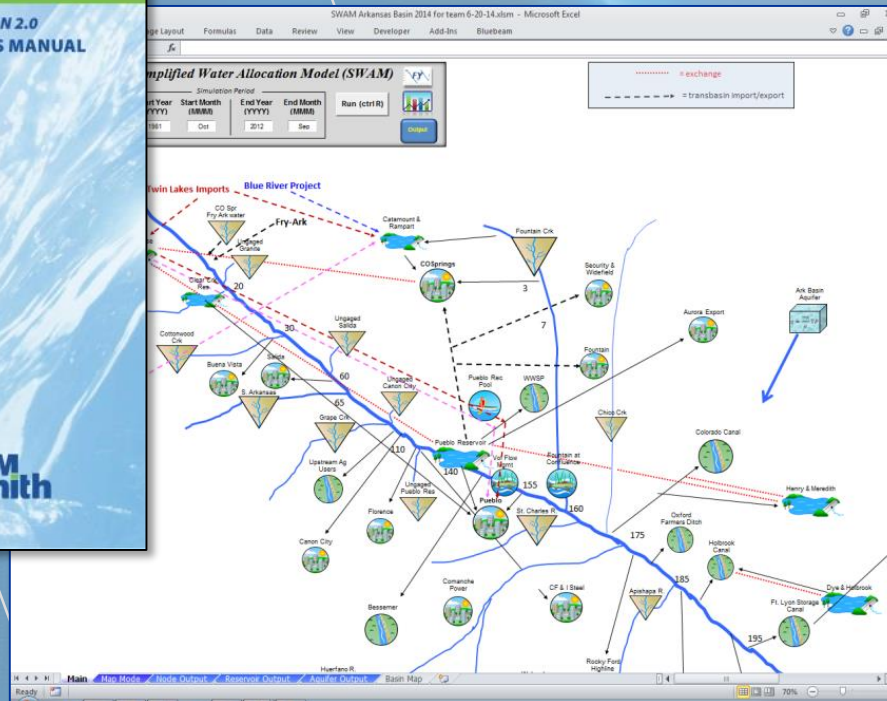 N 2.0
S MANUAL
M
mith
SWAM Arkansas Basin 2014 for team 6-20-14.xlsm - Microsoft Excel
ge Layout Formulas Data Review View Developer Add-Ins Bluebeam
fx
mplified Water Allocation Model (SWAM)
Simulation Period
art Year Start Month End Year End Month
(YYYY) (MMM) (YYYY) (MMM)
Run (ctrl R)
1981 Oct 2012 Sep
Output
= exchange
= transbasin import/export
Twin Lakes Imports
Blue River Project
CO Spr
Fry Ark water
Fry-Ark
Ungaged
Granite
Catamount &
Rampart
Fountain Crk
COSprings
Security &
Widefield
Clear Crk
Res.
20
3
Ark Basin
Aquifer
Aurora Export
30
7
Cottonwood
Crk
Ungaged
Salida
Buena Vista
Salida
Fountain
60
Ungaged
Canon City
Pueblo Rec
Pool
WWSP
S. Arkansas
65
Grape Crk
Chico Crk
110
Pueblo Reservoir
Colorado Canal
140
Vol Flow
Mgmt
Fountain at
Confluence
Upstream Ag
Users
Ungaged
Pueblo Res
155
Henry & Meredith
Florence
Pueblo
St. Charles R.
160
Oxford
Farmers Ditch
175
Canon City
Holbrook
Canal
Comanche
Power
CF & I Steel
Apishapa R.
185
Dye & Holbrook
Bessemer
Ft. Lyon Storage
Canal
195
Huerfano R.
Rocky Ford
Highline
Main Map Mode Node Output Reservoir Output Aquifer Output Basin Map
Ready
70%